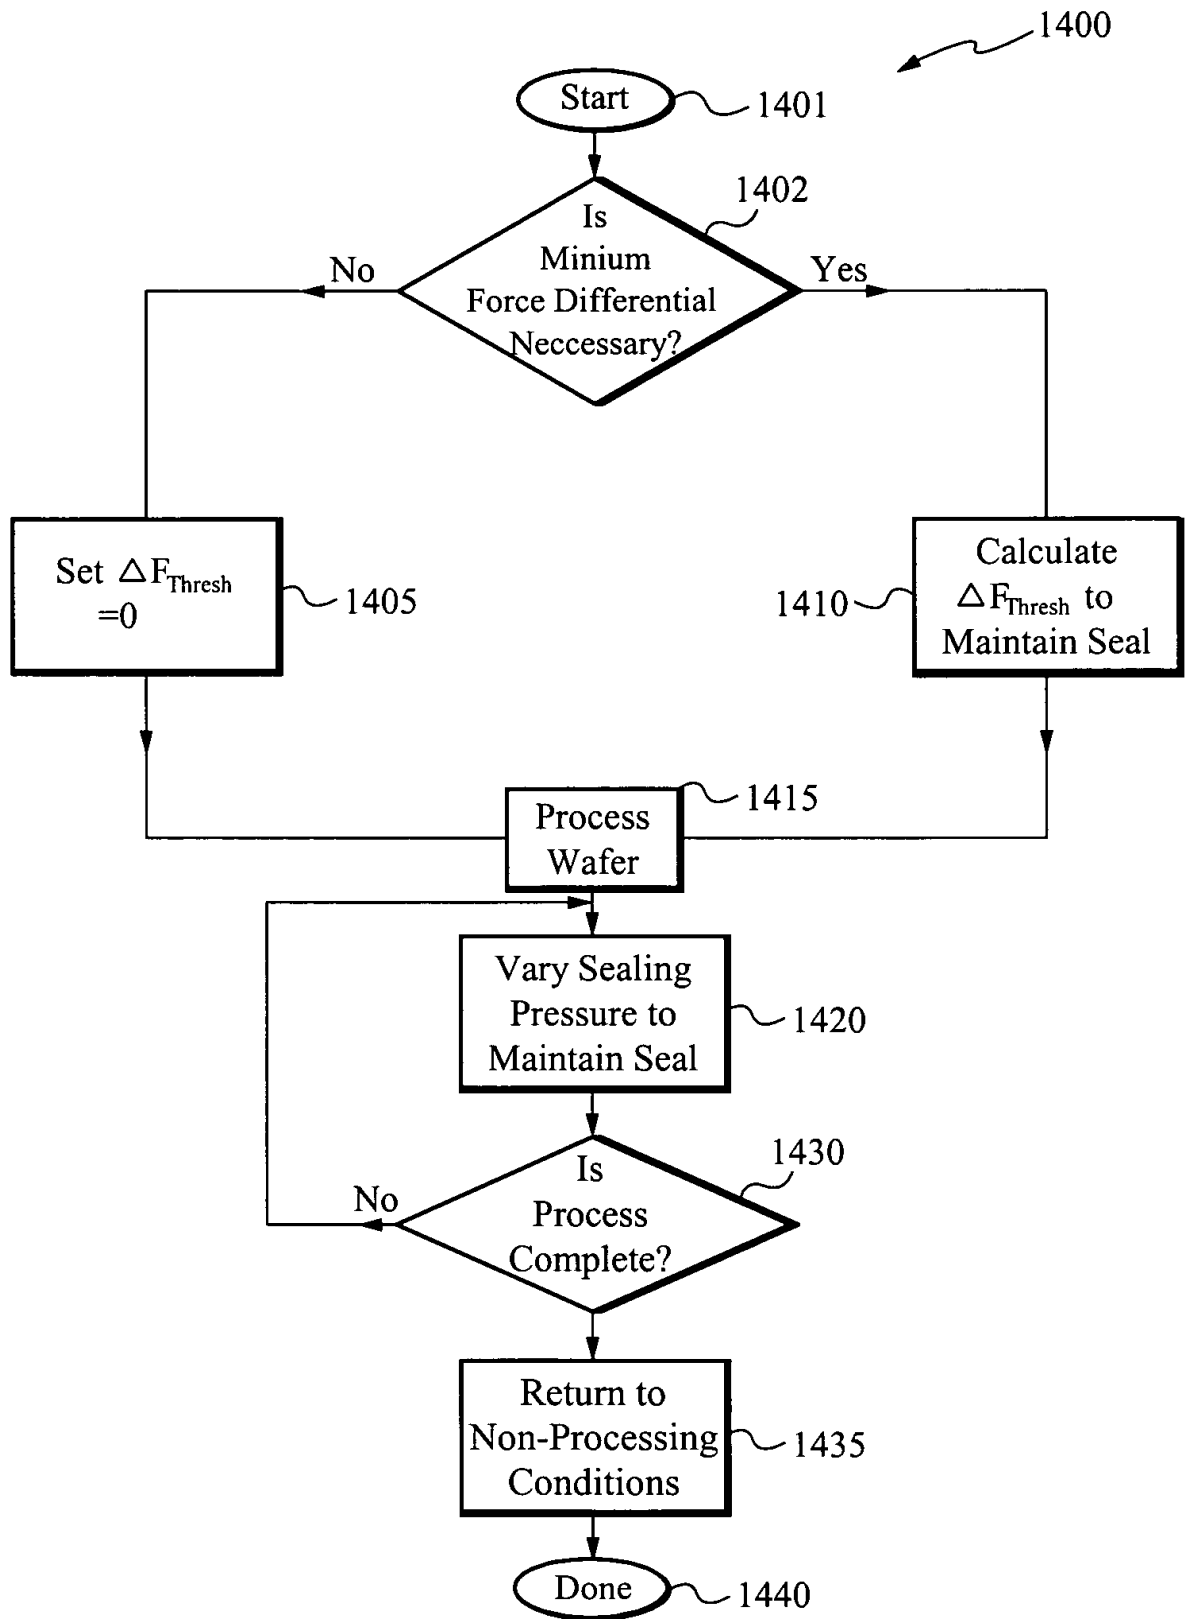 1400
Start
1401
1402
Is
Minium
Force Differential
Neccessary?
No
Yes
Set △F_Thresh
=0
1405
Calculate
△F_Thresh to
Maintain Seal
1410
1415
Process
Wafer
Vary Sealing
Pressure to
Maintain Seal
1420
1430
Is
Process
Complete?
No
Return to
Non-Processing
Conditions
1435
Done
1440